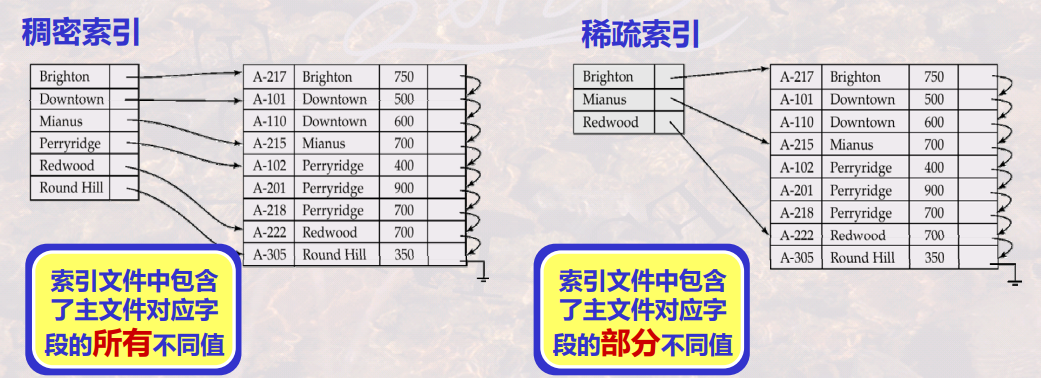 稠密索引
Brighton
Downtown
Mianus
Perryridge
Redwood
Round Hill
A-217 Brighton 750
A-101 Downtown 500
A-110 Downtown 600
A-215 Mianus 700
A-102 Perryridge 400
A-201 Perryridge 900
A-218 Perryridge 700
A-222 Redwood 700
A-305 Round Hill 350
索引文件中包含
了主文件对应字
段的所有不同值
稀疏索引
Brighton
Mianus
Redwood
A-217 Brighton 750
A-101 Downtown 500
A-110 Downtown 600
A-215 Mianus 700
A-102 Perryridge 400
A-201 Perryridge 900
A-218 Perryridge 700
A-222 Redwood 700
A-305 Round Hill 350
索引文件中包含
了主文件对应字
段的部分不同值